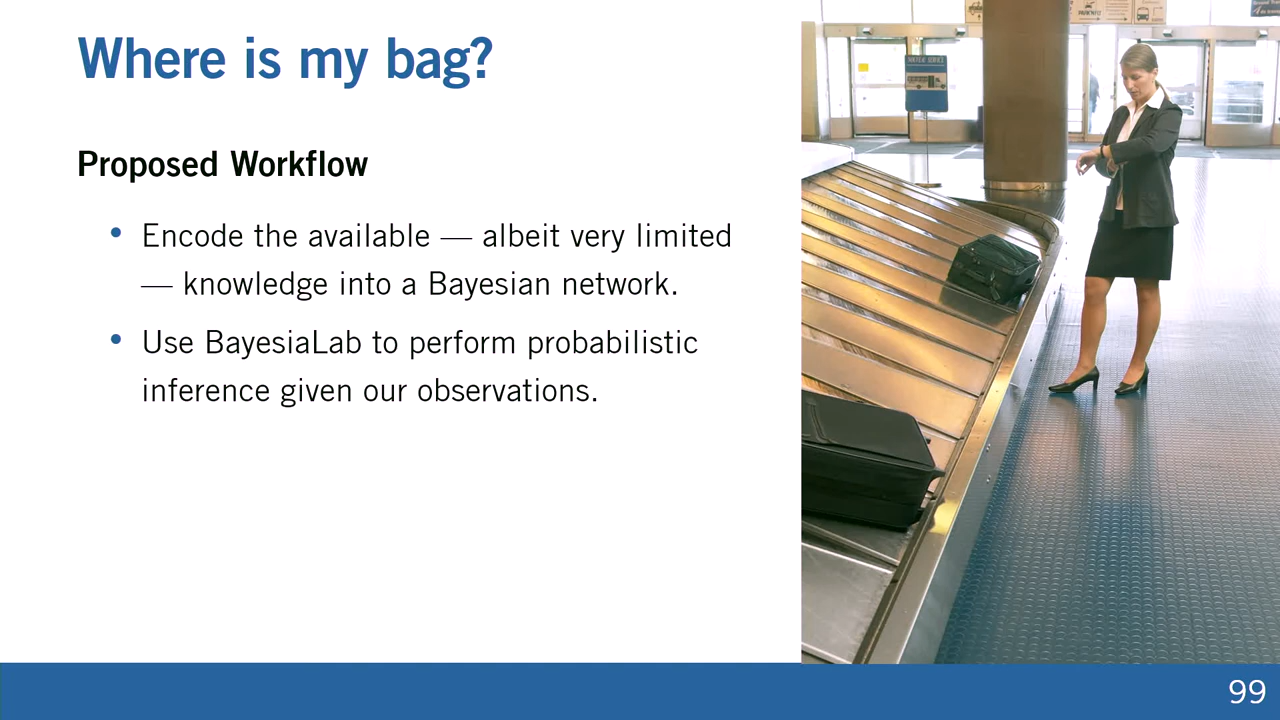 Where is my bag?
Proposed Workflow
• Encode the available — albeit very limited
— knowledge into a Bayesian network.
• Use BayesiaLab to perform probabilistic
inference given our observations.
99